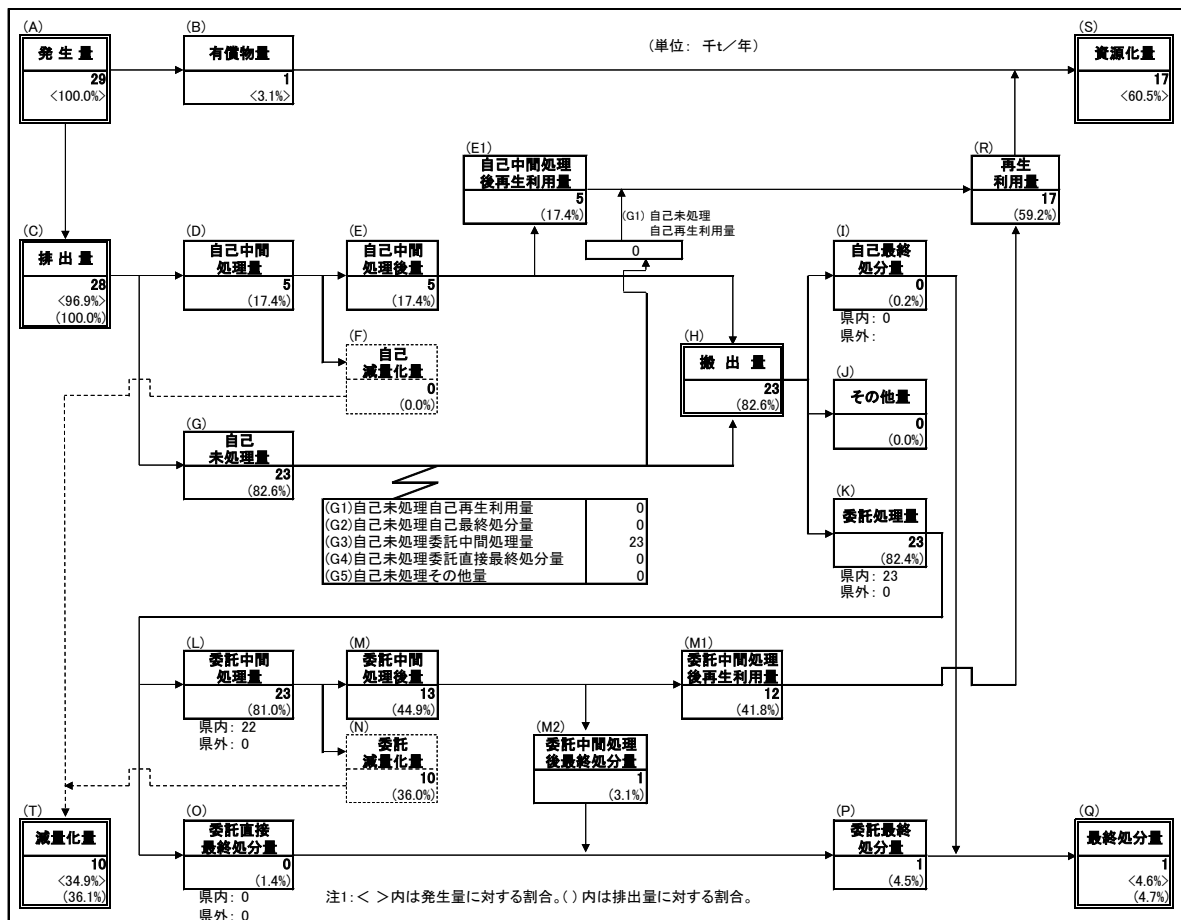 (A)
発生量
29
<100.0%>
(B)
有償物量
1
<3.1%>
(単位: 千t/年)
(S)
資源化量
17
<60.5%>
(E1)
自己中間処理
後再生利用量
5
(17.4%)
(G1) 自己未処理
自己再生利用量
0
(R)
再生
利用量
17
(59.2%)
(C)
排出量
28
<96.9%>
(100.0%)
(D)
自己中間
処理量
5
(17.4%)
(E)
自己中間
処理後量
5
(17.4%)
(F)
自己
減量化量
0
(0.0%)
(G)
自己
未処理量
23
(82.6%)
(H)
搬出量
23
(82.6%)
(I)
自己最終
処分量
0
(0.2%)
県内: 0
県外:
(J)
その他量
0
(0.0%)
(G1)自己未処理自己再生利用量 0
(G2)自己未処理自己最終処分量 0
(G3)自己未処理委託中間処理量 23
(G4)自己未処理委託直接最終処分量 0
(G5)自己未処理その他量 0
(K)
委託処理量
23
(82.4%)
県内: 23
県外: 0
(L)
委託中間
処理量
23
(81.0%)
県内: 22
県外: 0
(M)
委託中間
処理後量
13
(44.9%)
(N)
委託
減量化量
10
(36.0%)
(M1)
委託中間処理
後再生利用量
12
(41.8%)
(M2)
委託中間処理
後最終処分量
1
(3.1%)
(T)
減量化量
10
<34.9%>
(36.1%)
(O)
委託直接
最終処分量
0
(1.4%)
県内: 0
県外: 0
(P)
委託最終
処分量
1
(4.5%)
(Q)
最終処分量
1
<4.6%>
(4.7%)
注1:< >内は発生量に対する割合。( )内は排出量に対する割合。